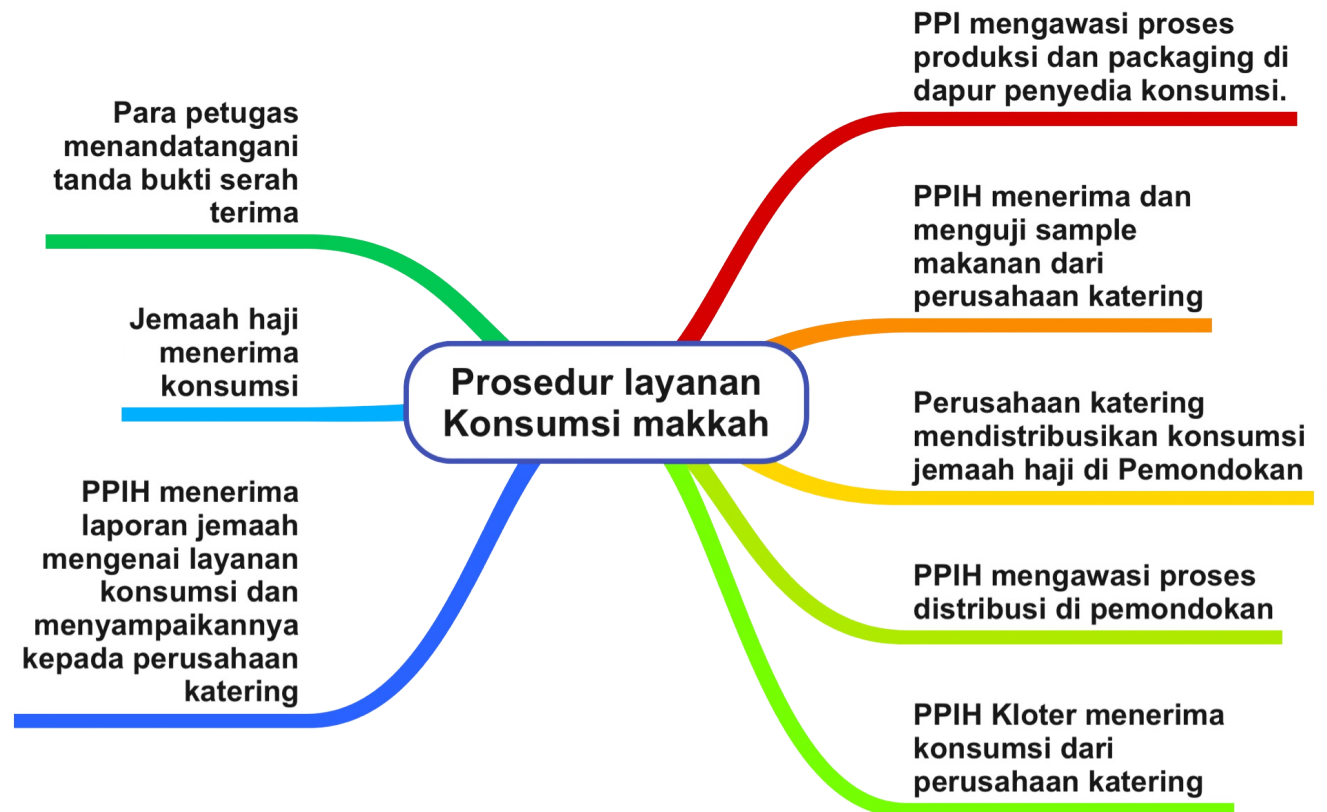 Prosedur layanan
Konsumsi makkah
PPI mengawasi proses
produksi dan packaging di
dapur penyedia konsumsi.
PPIH menerima dan
menguji sample
makanan dari
perusahaan katering
Perusahaan katering
mendistribusikan konsumsi
jemaah haji di Pemondokan
PPIH mengawasi proses
distribusi di pemondokan
PPIH Kloter menerima
konsumsi dari
perusahaan katering
Para petugas
menandatangani
tanda bukti serah
terima
Jemaah haji
menerima
konsumsi
PPIH menerima
laporan jemaah
mengenai layanan
konsumsi dan
menyampaikannya
kepada perusahaan
katering